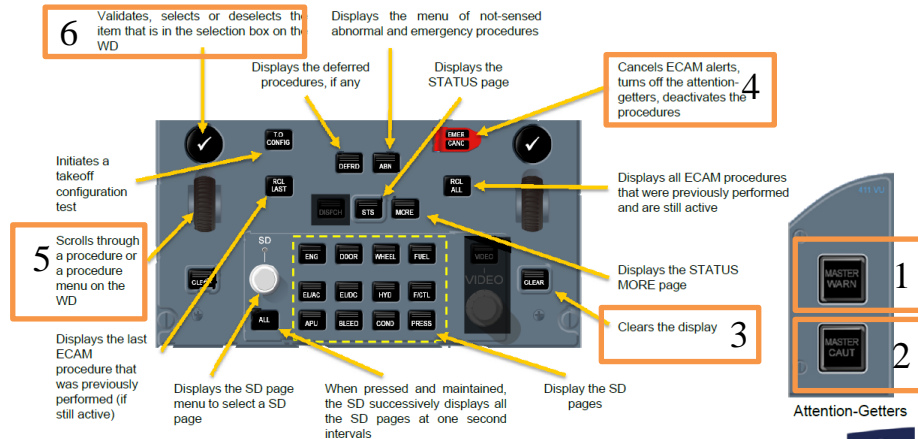 6
Validates, selects or deselects the
item that is in the selection box on the
WD
Displays the menu of not-sensed
abnormal and emergency procedures
Displays the deferred
procedures, if any
Displays the
STATUS page
Cancels ECAM alerts,
turns off the attention-
getters, deactivates the
procedures
4
T.O
CONFIG
DEFRD
ABN
EMER
CANC
Initiates a
takeoff
configuration
test
RCL
LAST
RCL
ALL
Displays all ECAM procedures
that were previously performed
and are still active
411 VU
DISPCH
STS
MORE
5
Scrolls through
a procedure or a
procedure menu on the
WD
SD
ENG
DOOR
WHEEL
FUEL
VIDEO
VIDEO
Displays the STATUS
MORE page
MASTER
WARN
1
CLEAR
EL/AC
EL/DC
HYD
F/CTL
CLEAR
ALL
APU
BLEED
COND
PRESS
Clears the display
3
MASTER
CAUT
2
Displays the last
ECAM
procedure that
was previously
performed (if
still active)
Displays the SD page
menu to select a SD
page
When pressed and maintained,
the SD successively displays all
the SD pages at one second
intervals
Display the SD
pages
Attention-Getters